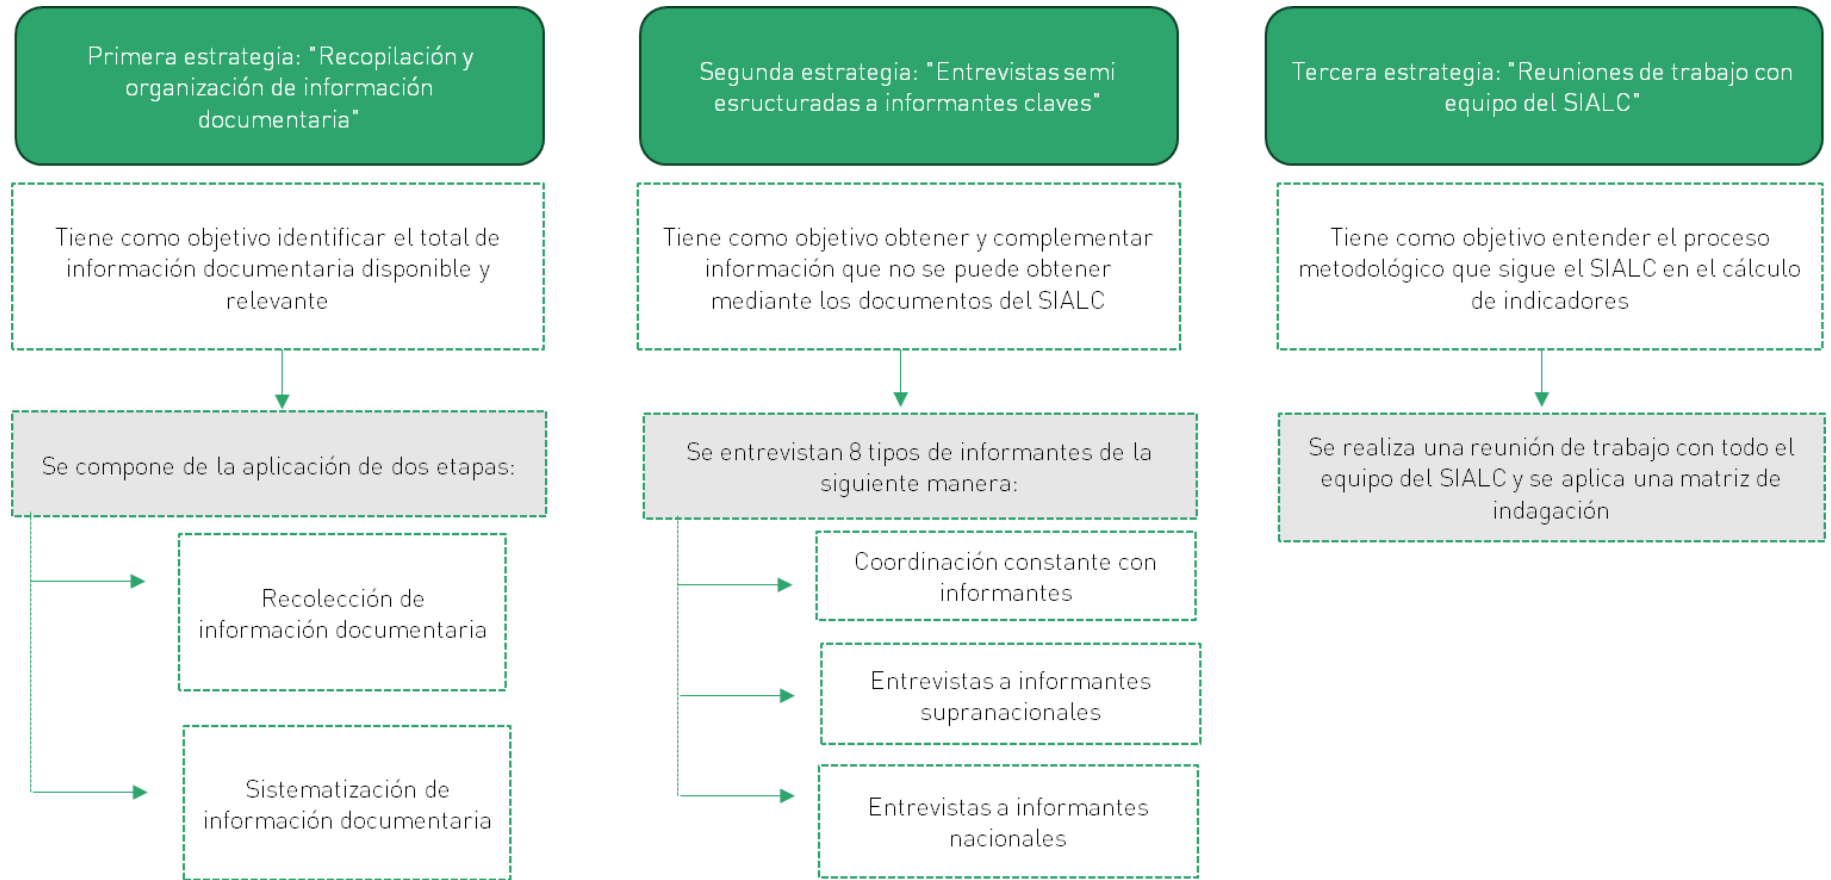 Primera estrategia: "Recopilación y
organización de información
documentaria"
Tiene como objetivo identificar el total de
información documentaria disponible y
relevante
Se compone de la aplicación de dos etapas:
Recolección de
información documentaria
Sistematización de
información documentaria
Segunda estrategia: "Entrevistas semi
esructuradas a informantes claves"
Tiene como objetivo obtener y complementar
información que no se puede obtener
mediante los documentos del SIALC
Se entrevistan 8 tipos de informantes de la
siguiente manera:
Coordinación constante con
informantes
Entrevistas a informantes
supranacionales
Entrevistas a informantes
nacionales
Tercera estrategia: "Reuniones de trabajo con
equipo del SIALC"
Tiene como objetivo entender el proceso
metodológico que sigue el SIALC en el cálculo
de indicadores
Se realiza una reunión de trabajo con todo el
equipo del SIALC y se aplica una matriz de
indagación